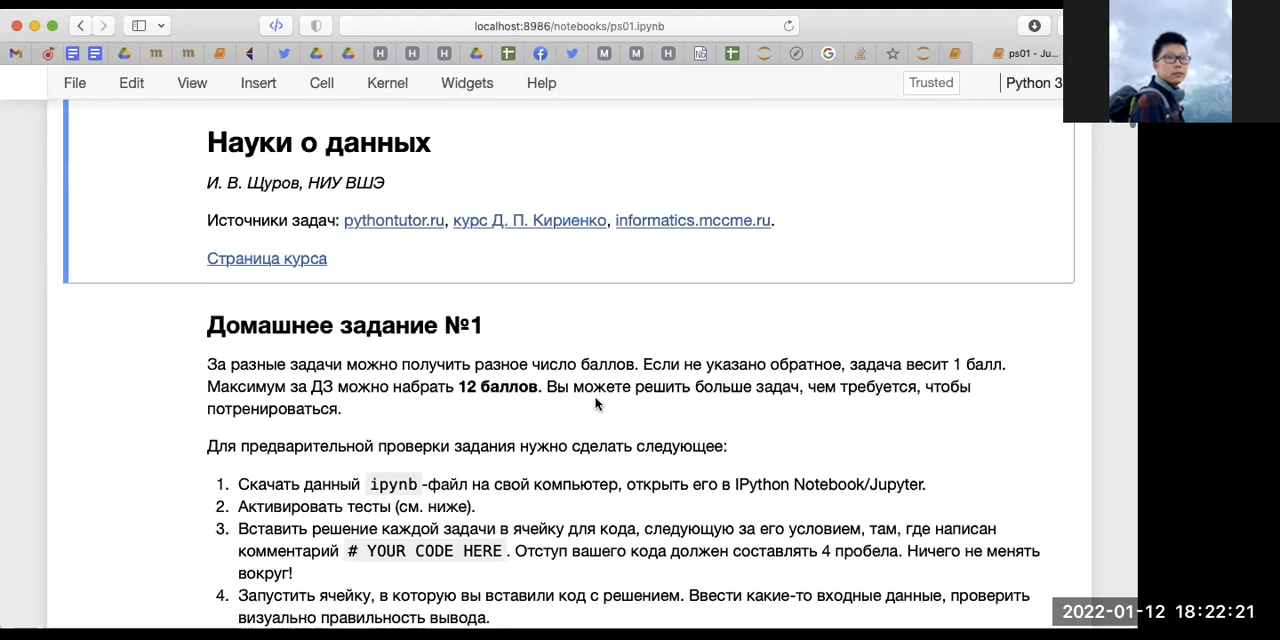 localhost:8986/notebooks/ps01.ipynb
ps01 - Ju...
File Edit View Insert Cell Kernel Widgets Help Trusted Python 3
Науки о данных
И. В. Щуров, НИУ ВШЭ
Источники задач: pythontutor.ru, курс Д. П. Кириенко, informatics.mccme.ru.
Страница курса
Домашнее задание №1
За разные задачи можно получить разное число баллов. Если не указано обратное, задача весит 1 балл.
Максимум за ДЗ можно набрать 12 баллов. Вы можете решить больше задач, чем требуется, чтобы
потренироваться.
Для предварительной проверки задания нужно сделать следующее:
1. Скачать данный ipynb-файл на свой компьютер, открыть его в IPython Notebook/Jupyter.
2. Активировать тесты (см. ниже).
3. Вставить решение каждой задачи в ячейку для кода, следующую за его условием, там, где написан
комментарий # YOUR CODE HERE. Отступ вашего кода должен составлять 4 пробела. Ничего не менять
вокруг!
4. Запустить ячейку, в которую вы вставили код с решением. Ввести какие-то входные данные, проверить
визуально правильность вывода.
2022-01-12 18:22:21